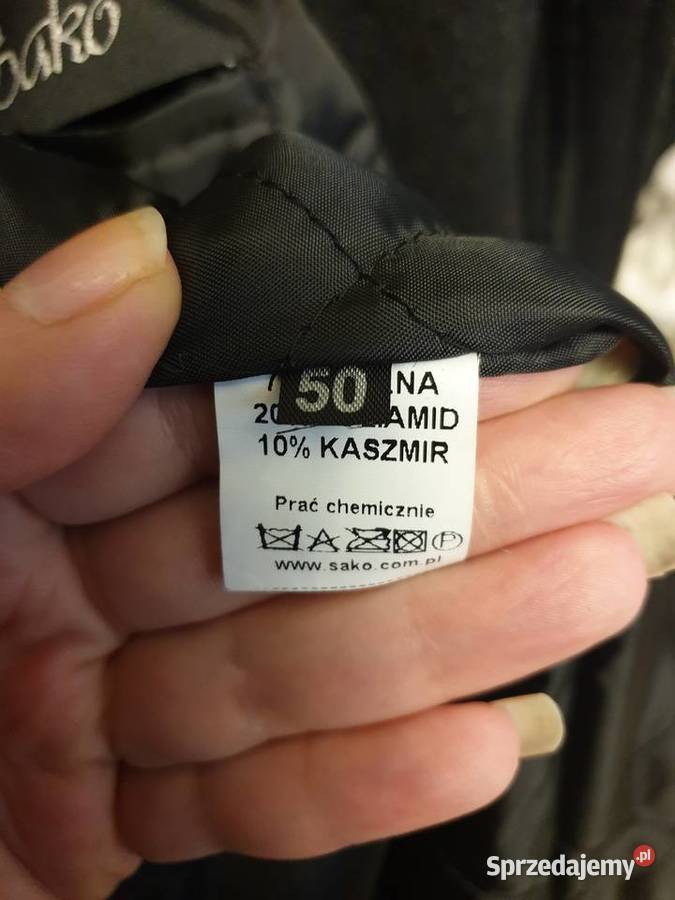 Sako
50
10% KASZMIR
Prać chemicznie
www.sako.com.pl
Sprzedajemy.pl